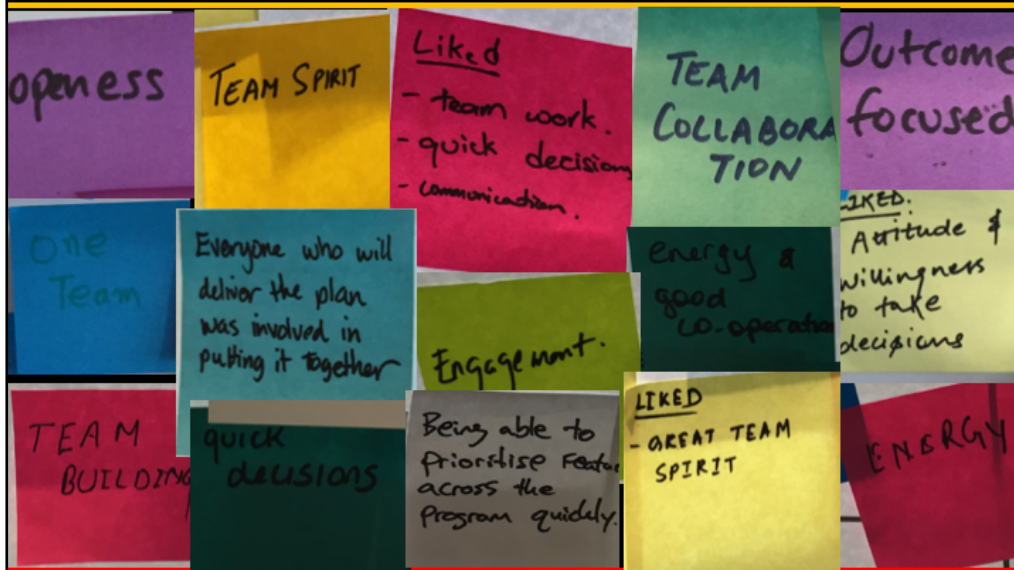 openess
TEAM SPIRIT
Liked
- team work.
- quick decisions
- communication.
TEAM
COLLABORA
TION
Outcome
focused
One
Team
Everyone who will
deliver the plan
was involved in
putting it together
Engagement.
energy &
good
co-operation
LIKED:
Attitude &
willingness
to take
decisions
TEAM
BUILDING
quick
decisions
Being able to
prioritise Featur
across the
program quickly.
LIKED
- GREAT TEAM
SPIRIT
ENERGY